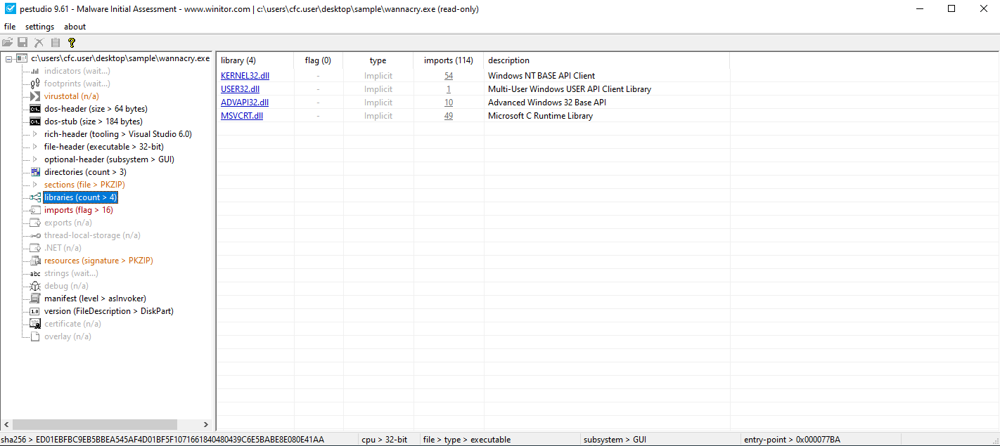 pestudio 9.61 - Malware Initial Assessment - www.winitor.com | c:\users\cfc.user\desktop\sample\wannacry.exe (read-only)
file settings about
c:\users\cfc.user\desktop\sample\wannacry.exe
indicators (wait...)
footprints (wait...)
virustotal (n/a)
dos-header (size > 64 bytes)
dos-stub (size > 184 bytes)
rich-header (tooling > Visual Studio 6.0)
file-header (executable > 32-bit)
optional-header (subsystem > GUI)
directories (count > 3)
sections (file > PKZIP)
libraries (count > 4)
imports (flag > 16)
exports (n/a)
thread-local-storage (n/a)
.NET (n/a)
resources (signature > PKZIP)
abc strings (wait...)
debug (n/a)
manifest (level > asInvoker)
1.0 version (FileDescription > DiskPart)
certificate (n/a)
overlay (n/a)
library (4) flag (0) type imports (114) description
KERNEL32.dll - Implicit 54 Windows NT BASE API Client
USER32.dll - Implicit 1 Multi-User Windows USER API Client Library
ADVAPI32.dll - Implicit 10 Advanced Windows 32 Base API
MSVCRT.dll - Implicit 49 Microsoft C Runtime Library
sha256 > ED01EBFBC9EB5BBEA545AF4D01BF5F1071661840480439C6E5BABE8E080E41AA cpu > 32-bit file > type > executable subsystem > GUI entry-point > 0x000077BA